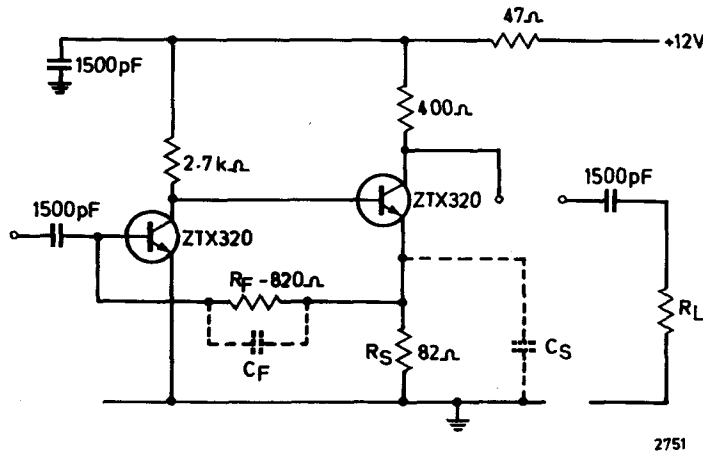 47Ω
+12V
1500pF
400Ω
2.7kΩ
1500pF
ZTX320
ZTX320
1500pF
RF-820Ω
CF
RS
82Ω
CS
RL
2751